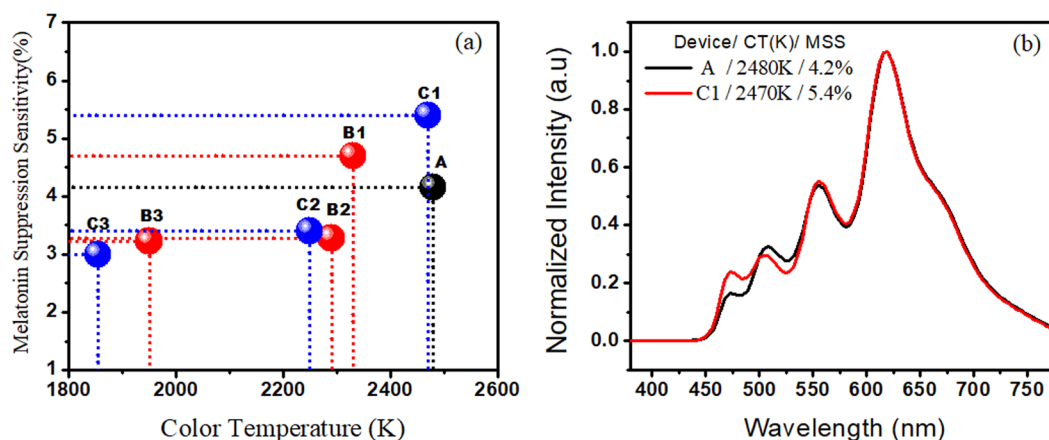 (a)
Melatonin Suppression Sensitivity(%)
7
6
5
4
3
2
1
C1
B1
A
C2
B2
B3
C3
1800 2000 2200 2400 2600
Color Temperature (K)
(b)
Device/ CT(K)/ MSS
A / 2480K / 4.2%
C1 / 2470K / 5.4%
Normalized Intensity (a.u)
1.0
0.8
0.6
0.4
0.2
0.0
400 450 500 550 600 650 700 750
Wavelength (nm)